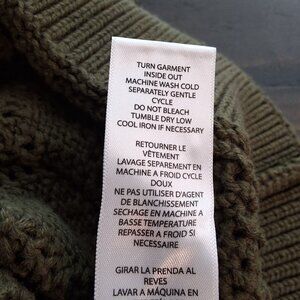 TURN GARMENT
INSIDE OUT
MACHINE WASH COLD
SEPARATELY GENTLE
CYCLE
DO NOT BLEACH
TUMBLE DRY LOW
COOL IRON IF NECESSARY
RETOURNER LE
VÊTEMENT
LAVAGE SEPAREMENT EN
MACHINE A FROID CYCLE
DOUX
NE PAS UTILISER D'AGENT
DE BLANCHISSEMENT
SECHAGE EN MACHINE A
BASSE TEMPERATURE
REPASSER A FROID SI
NECESSAIRE
GIRAR LA PRENDA AL
REVES
LAVAR A MÁQUINA EN